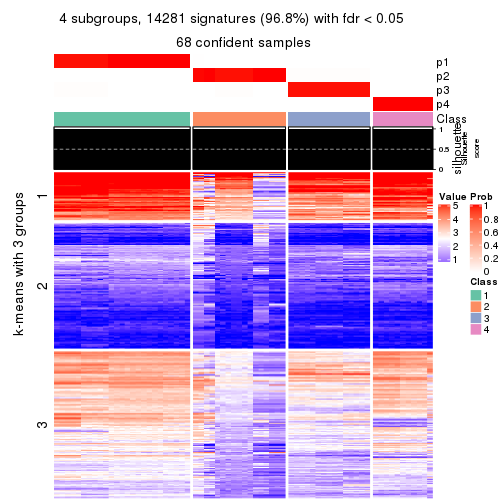 4 subgroups, 14281 signatures (96.8%) with fdr < 0.05
68 confident samples
p1
p2
p3
p4
Class
silhouette
Silhouette
score
1
0.5
0
k-means with 3 groups
1
2
3
Value
5
4
3
2
1
Prob
1
0.8
0.6
0.4
0.2
0
Class
1
2
3
4